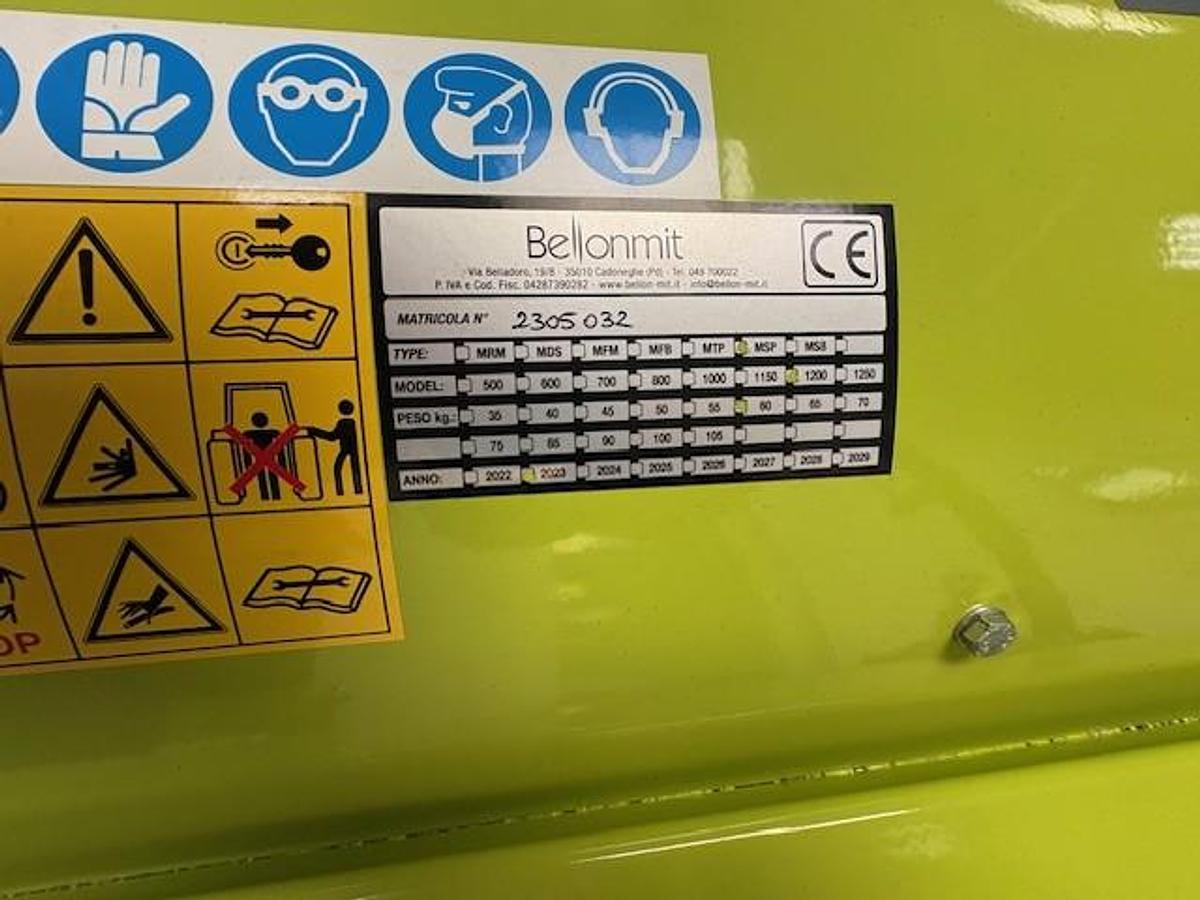 Bellonmit
CE
Via Belladoro, 19/B - 35010 Cadoneghe (Pd) - Tel. 049 700022
P. IVA e Cod. Fisc. 04287390282 - www.bellon-mit.it - info@bellon-mit.it
MATRICOLA N° 2305032
TYPE: MRM MDS MFM MFB MTP MSP MSB
MODEL: 500 600 700 800 1000 1150 1200 1250
PESO kg.: 35 40 45 50 55 60 65 70
75 85 90 100 105
ANNO: 2022 2023 2024 2025 2026 2027 2028 2029
OP